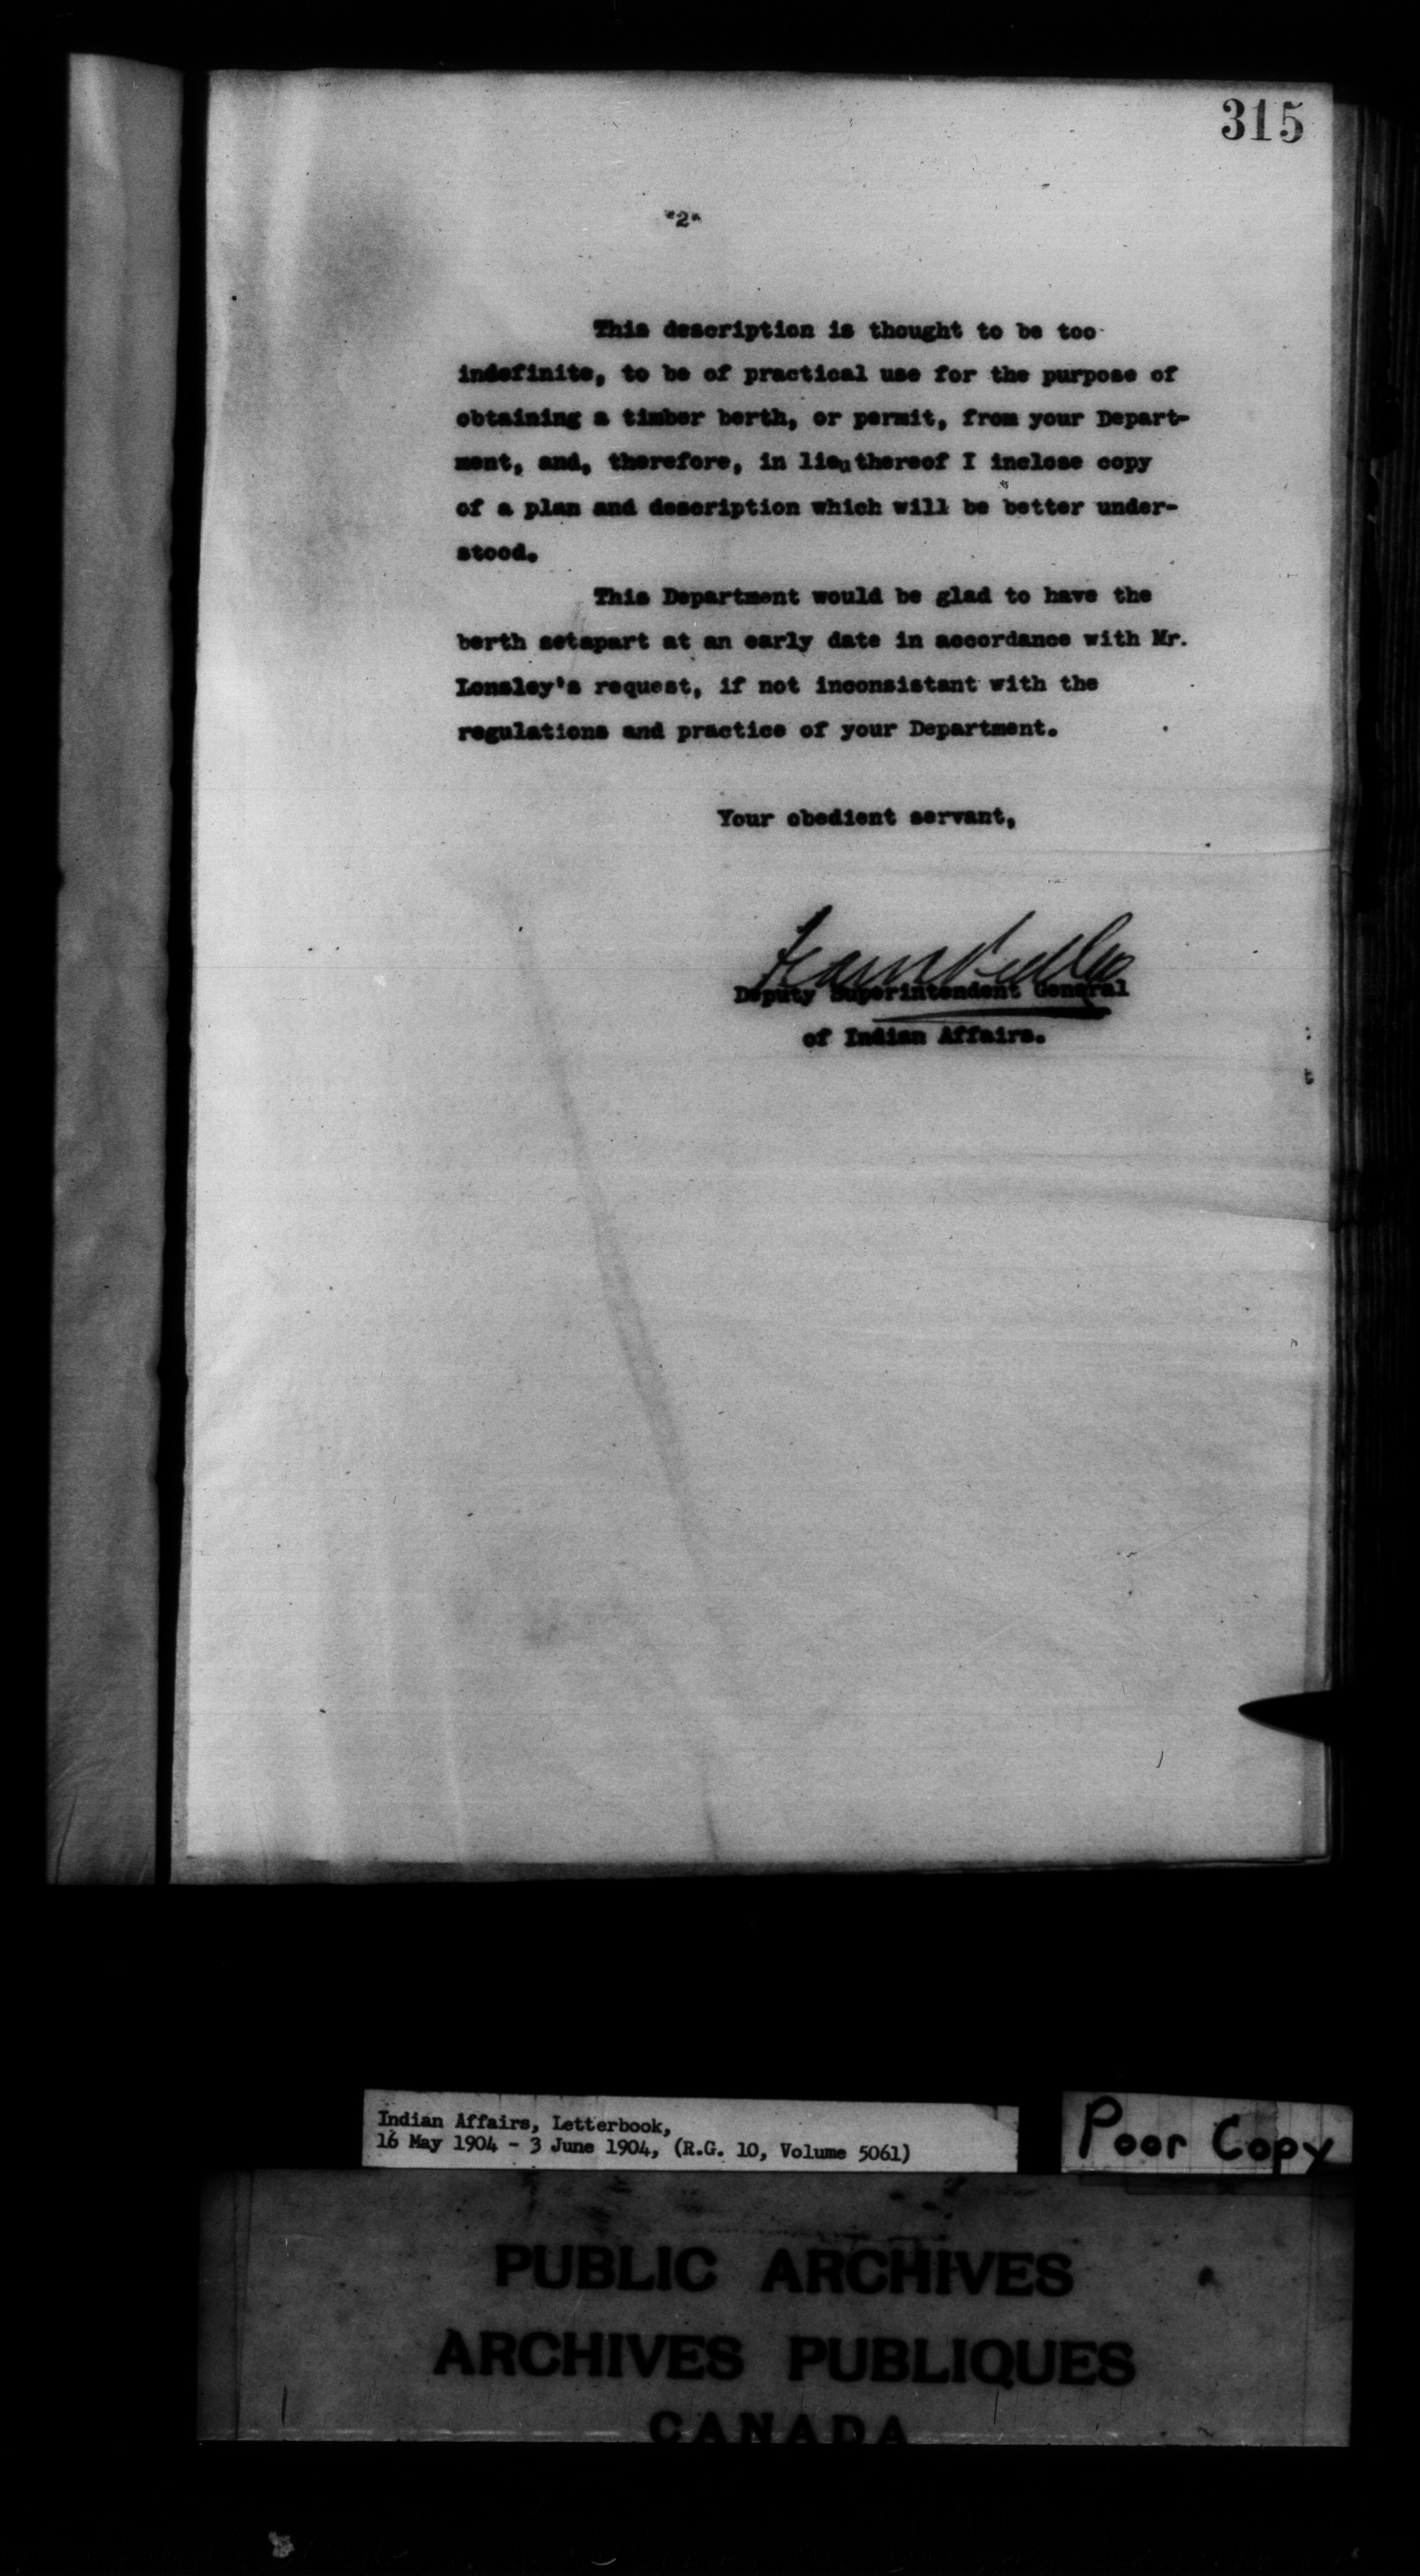 315
"2"
This description is thought to be too
indefinite, to be of practical use for the purpose of
obtaining a timber berth, or permit, from your Depart-
ment, and, therefore, in lieu thereof I inclose copy
of a plan and description which will be better under-
stood.
This Department would be glad to have the
berth setapart at an early date in accordance with Mr.
Lonsley's request, if not inconsistant with the
regulations and practice of your Department.
Your obedient servant,
Frank Pedley
Deputy Superintendent General
of Indian Affairs.
Indian Affairs, Letterbook,
16 May 1904 - 3 June 1904, (R.G. 10, Volume 5061)
Poor Copy
PUBLIC ARCHIVES
ARCHIVES PUBLIQUES
CANADA